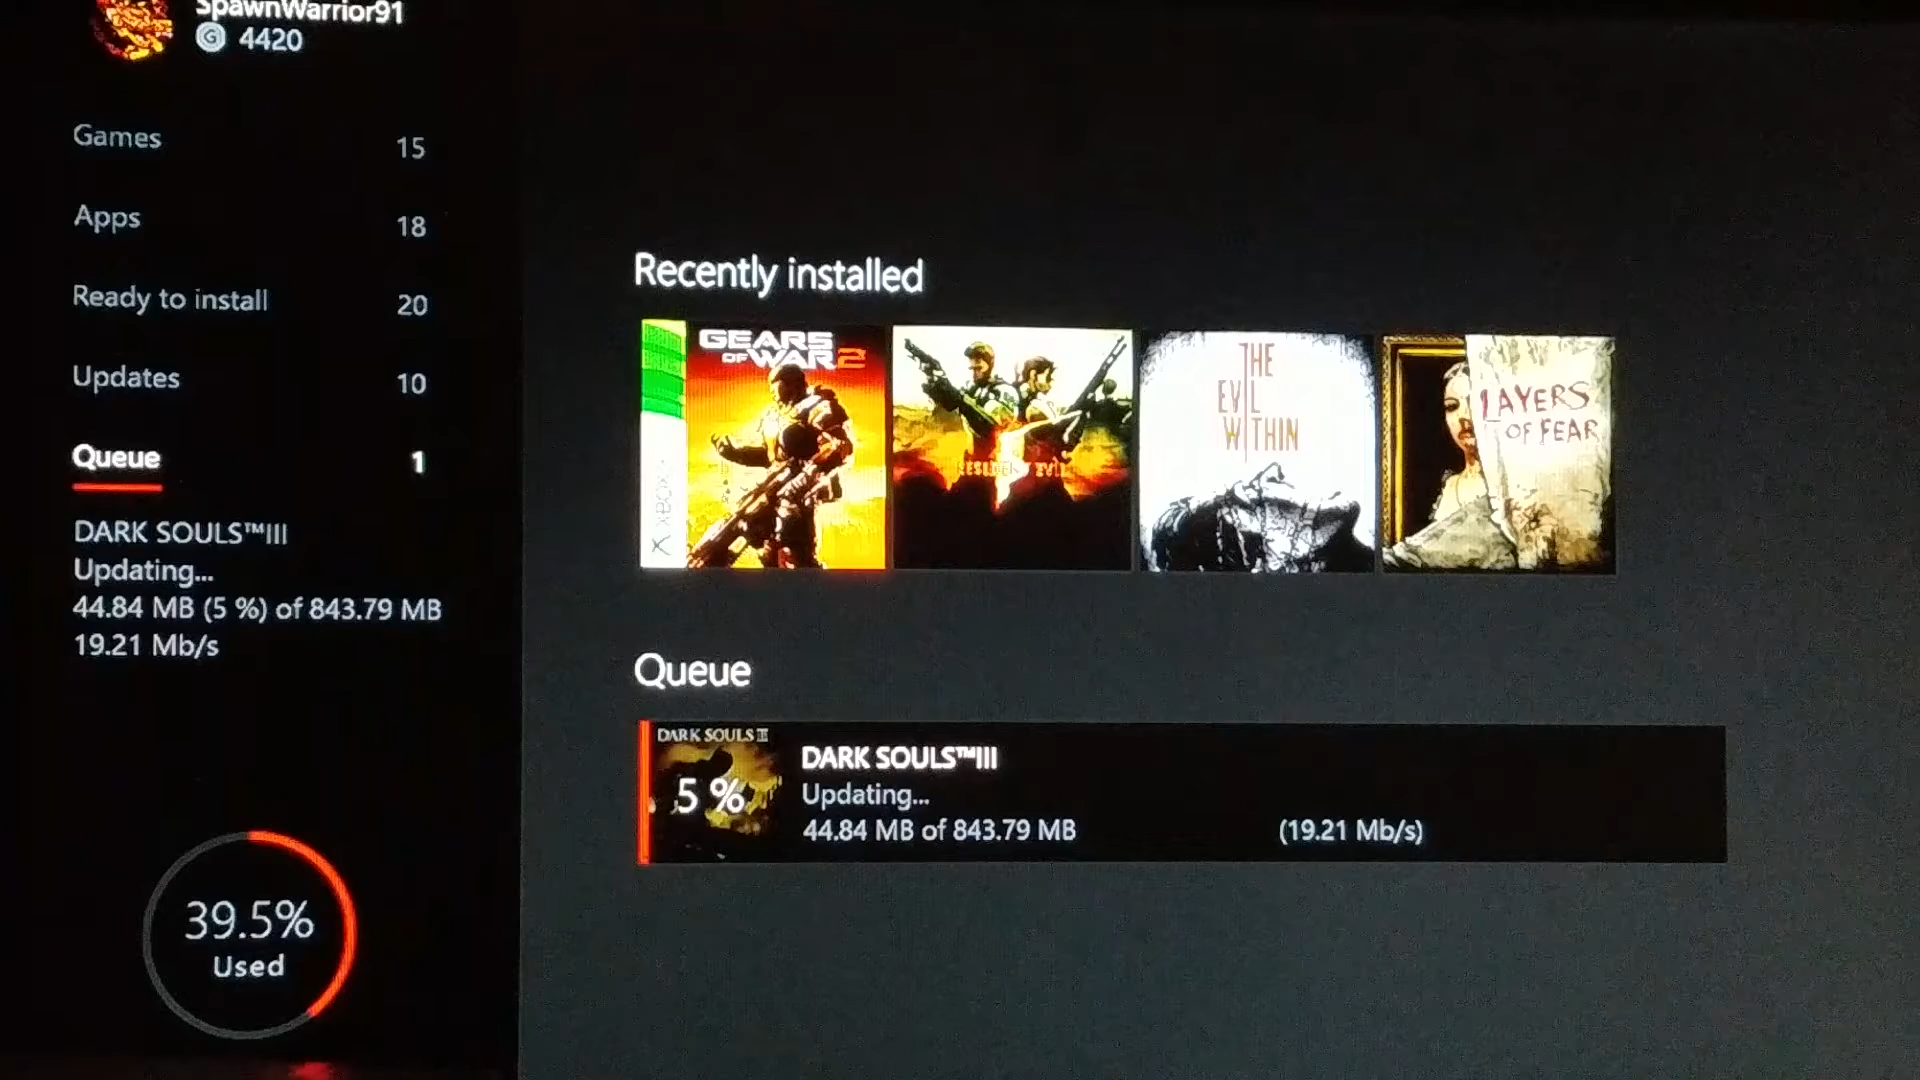 SpawnWarrior91
G 4420
Games 15
Apps 18
Ready to install 20
Updates 10
Queue 1
DARK SOULS™III
Updating...
44.84 MB (5 %) of 843.79 MB
19.21 Mb/s
39.5%
Used
Recently installed
GEARS
OF WAR 2
XBOX
RESIDENT EVIL
5
THE
EVIL
WITHIN
LAYERS
OF FEAR
Queue
DARK SOULS III
5 %
DARK SOULS™III
Updating...
44.84 MB of 843.79 MB (19.21 Mb/s)